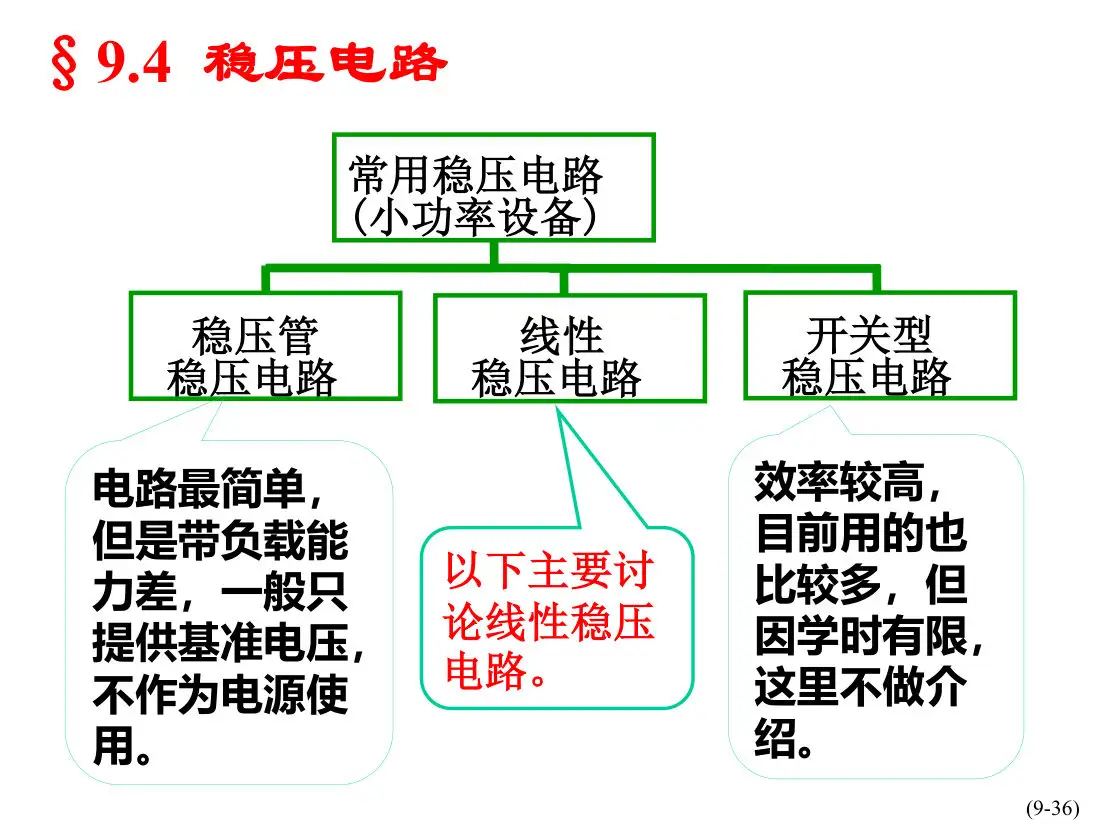 § 9.4 稳压电路
常用稳压电路
(小功率设备)
稳压管
稳压电路
线性
稳压电路
开关型
稳压电路
电路最简单，
但是带负载能
力差，一般只
提供基准电压，
不作为电源使
用。
以下主要讨
论线性稳压
电路。
效率较高，
目前用的也
比较多，但
因学时有限，
这里不做介
绍。
(9-36)